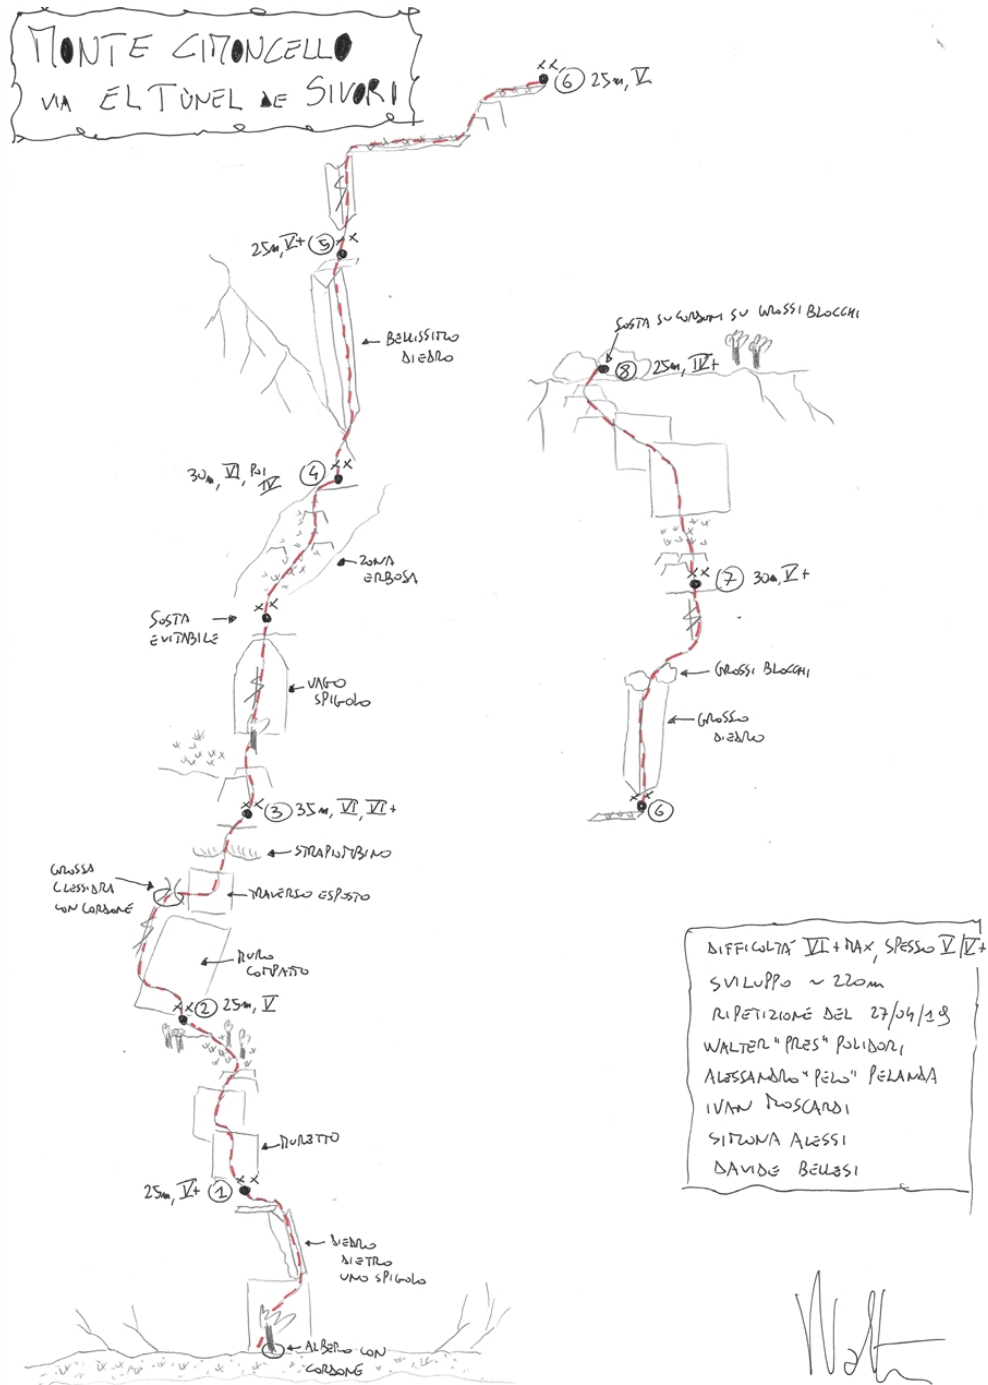 MONTE CIMONCELLO
VIA EL TÙNEL DE SIVORI
6 25m, V
25m, V+ 5
BELLISSIMO
DIEDRO
SOSTA SU CORDONI SU GROSSI BLOCCHI
8 25m, IV+
30m, VI, POI
IV
4
ZONA
ERBOSA
7 30m, V+
SOSTA
EVITABILE
VAGO
SPIGOLO
GROSSI BLOCCHI
GROSSO
DIEDRO
6
3 35m, VI, VI+
STRAPIOMBINO
GROSSA
CLESSIDRA
CON CORDONE
TRAVERSO ESPOSTO
MURO
COMPATTO
2 25m, V
MURETTO
25m, V+ 1
DIEDRO
DIETRO
UNO SPIGOLO
ALBERO CON
CORDONE
DIFFICOLTÀ VI+ MAX, SPESSO V/V+
SVILUPPO ~ 220m
RIPETIZIONE DEL 27/04/19
WALTER "PRES" POLIDORI
ALESSANDRO "PELO" PELANDA
IVAN MOSCARDI
SIMONA ALESSI
DAVIDE BELLESI
Walter